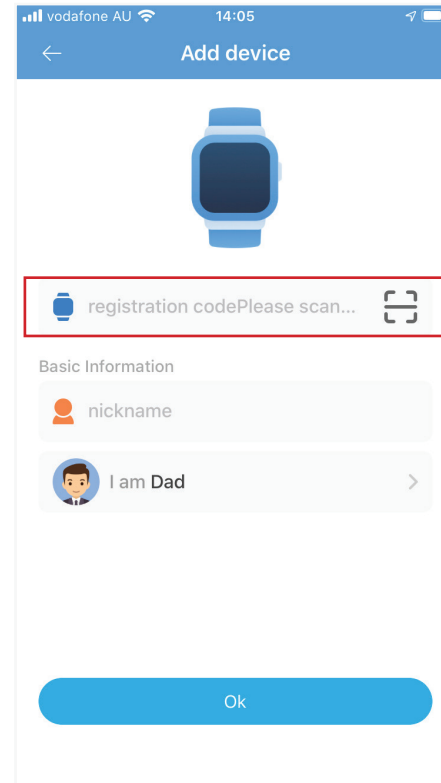 vodafone AU 14:05
Add device
registration codePlease scan...
Basic Information
nickname
I am Dad
Ok